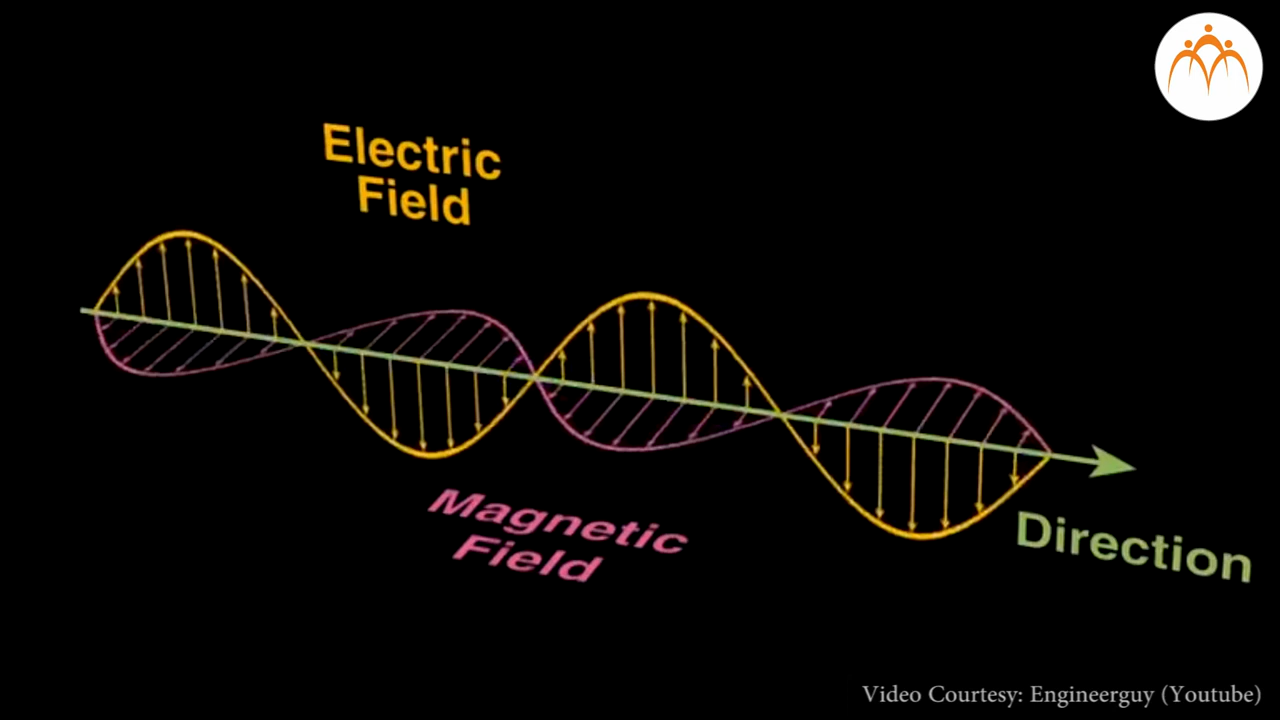 Electric
Field
Magnetic
Field
Direction
Video Courtesy: Engineerguy (Youtube)